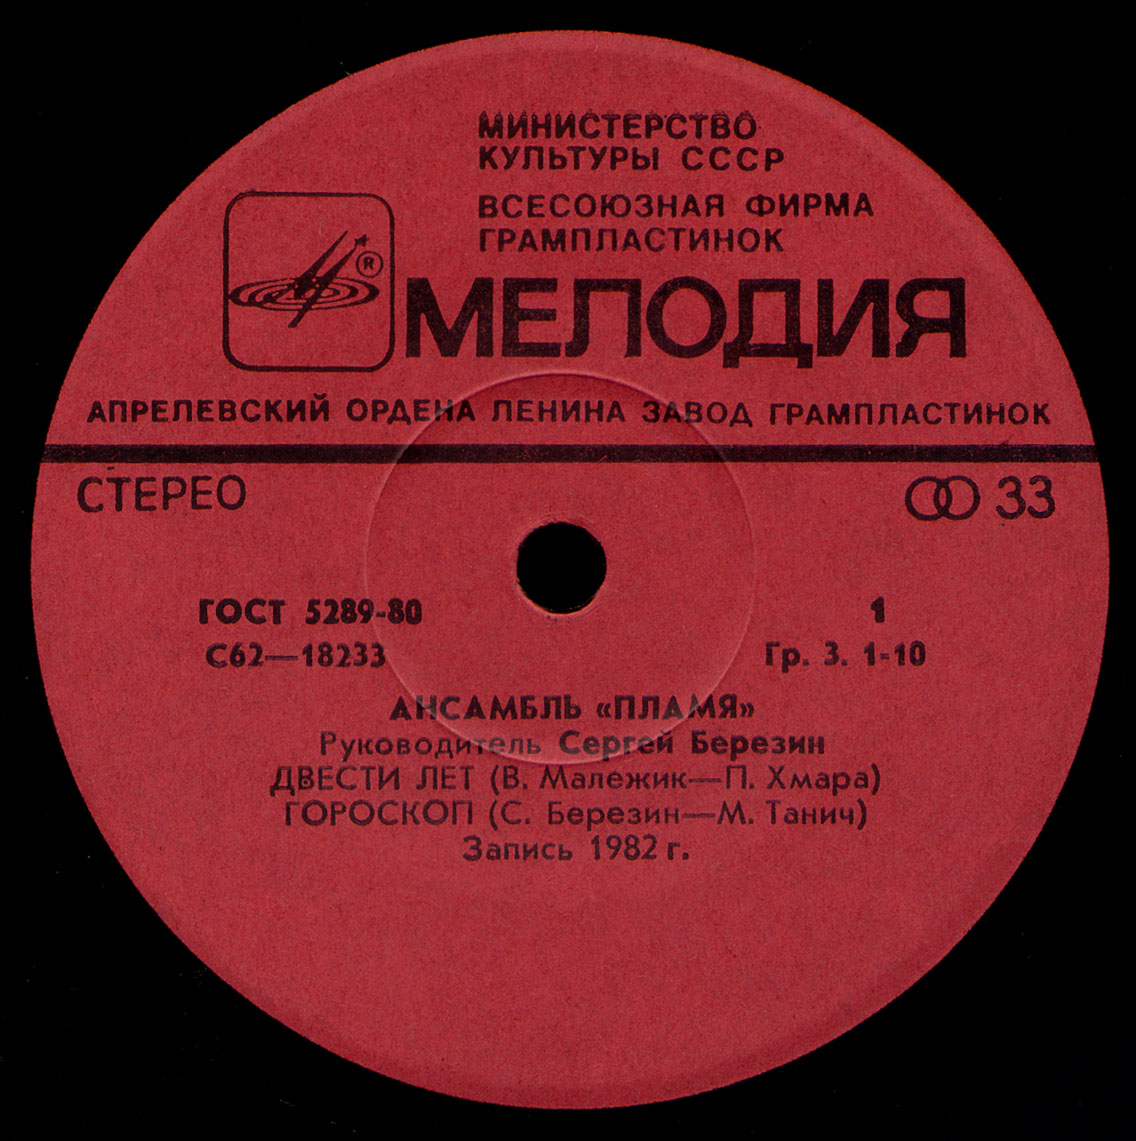 МИНИСТЕРСТВО
КУЛЬТУРЫ СССР
ВСЕСОЮЗНАЯ ФИРМА
ГРАМПЛАСТИНОК
®
МЕЛОДИЯ
АПРЕЛЕВСКИЙ ОРДЕНА ЛЕНИНА ЗАВОД ГРАМПЛАСТИНОК
СТЕРЕО 33
ГОСТ 5289-80 1
С62—18233 Гр. 3. 1-10
АНСАМБЛЬ «ПЛАМЯ»
Руководитель Сергей Березин
ДВЕСТИ ЛЕТ (В. Малежик—П. Хмара)
ГОРОСКОП (С. Березин—М. Танич)
Запись 1982 г.